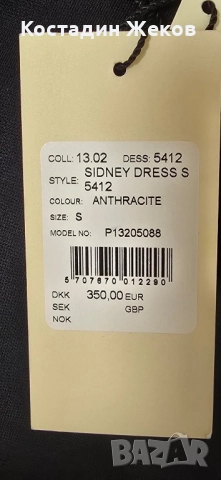 Костадин Жеков
COLL: 13.02 DESS: 5412
STYLE: SIDNEY DRESS S
5412
COLOUR: ANTHRACITE
SIZE: S
MODEL NO: P13205088
5 707670 012290
DKK 350,00 EUR
SEK GBP
NOK
BAZAR